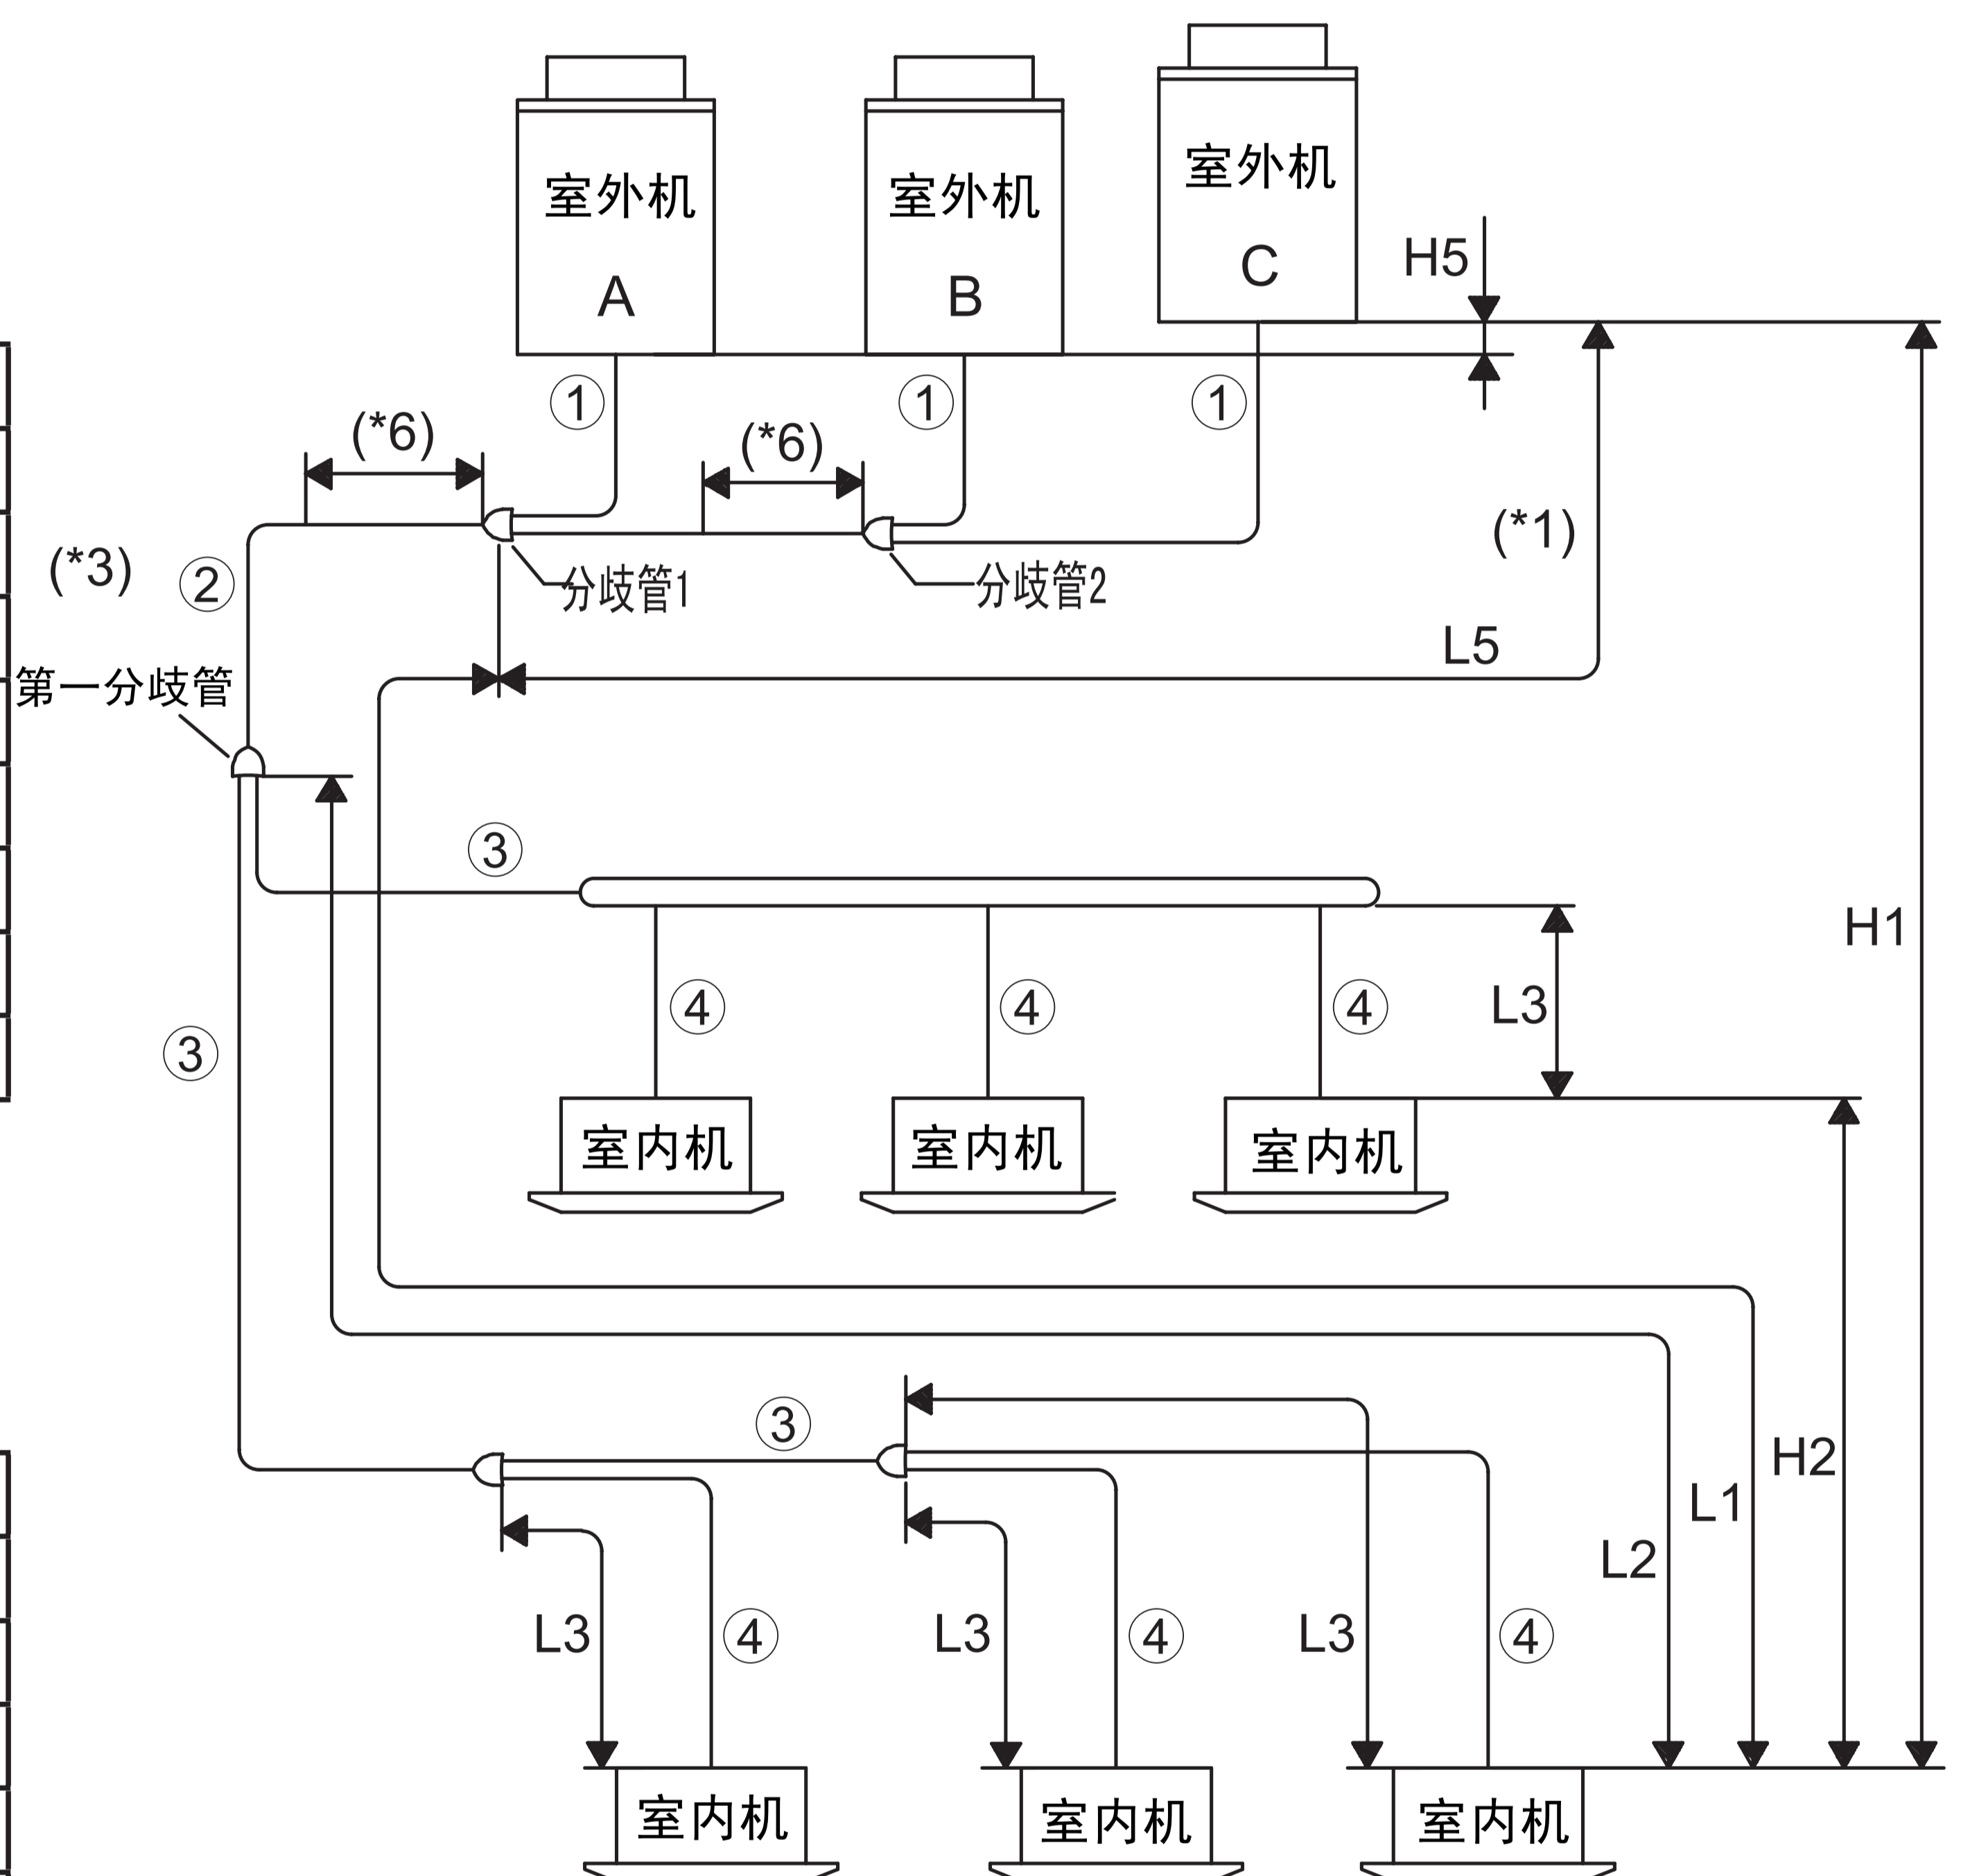 室外机
A
室外机
B
室外机
C
H5
①
①
①
(*6)
(*6)
(*1)
(*3)
②
分歧管1
分歧管2
L5
第一分歧管
③
H1
④
④
④
L3
③
室内机
室内机
室内机
③
H2
L1
L2
L3
④
L3
④
L3
④
室内机
室内机
室内机